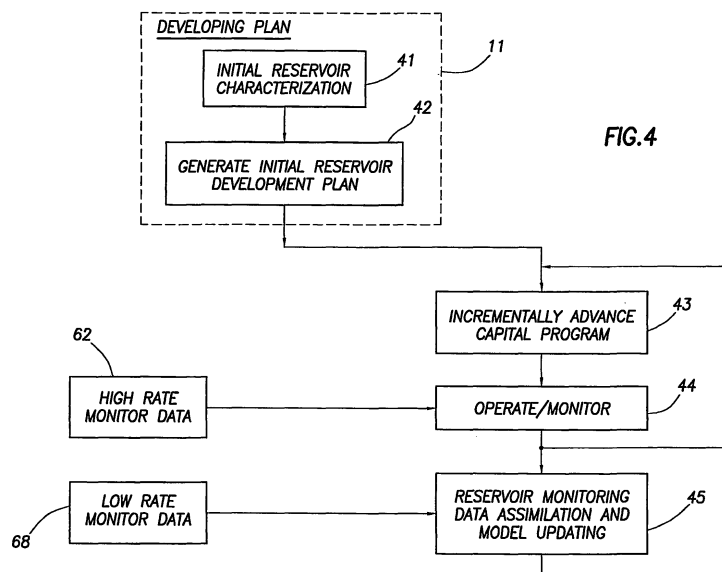 DEVELOPING PLAN
11
INITIAL RESERVOIR
CHARACTERIZATION
41
42
GENERATE INITIAL RESERVOIR
DEVELOPMENT PLAN
FIG.4
INCREMENTALLY ADVANCE
CAPITAL PROGRAM
43
62
HIGH RATE
MONITOR DATA
OPERATE/MONITOR
44
LOW RATE
MONITOR DATA
68
RESERVOIR MONITORING
DATA ASSIMILATION AND
MODEL UPDATING
45